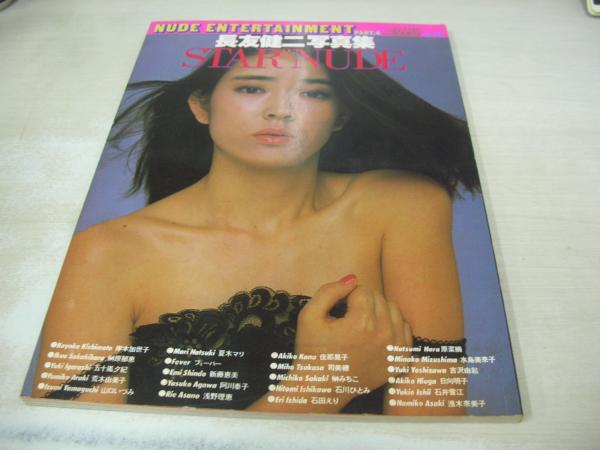 NUDE ENTERTAINMENT PART.6
長友健二写真集
STAR NUDE
●Kayoko Kishimoto 岸本加世子
●Ikue Sakakibara 榊原郁恵
●Yuki Igarashi 五十嵐夕紀
●Yumiko Araki 荒木由美子
●Izumi Yamaguchi 山口いづみ
●Mari Natsuki 夏木マリ
●Fever フィーバー
●Emi Shindo 新藤恵美
●Yasuko Agawa 阿川泰子
●Rie Asano 浅野理恵
●Akiko Kana 佳那晃子
●Miho Tsukasa 司美穂
●Michiko Sakaki 榊みちこ
●Hitomi Ishikawa 石川ひとみ
●Eri Ishida 石田えり
●Natsumi Hara 原菜摘
●Minako Mizushima 水島美奈子
●Yuki Yoshizawa 吉沢由起
●Akiko Hyuga 日向明子
●Yukie Ishii 石井雪江
●Namiko Asaki 浅木奈美子